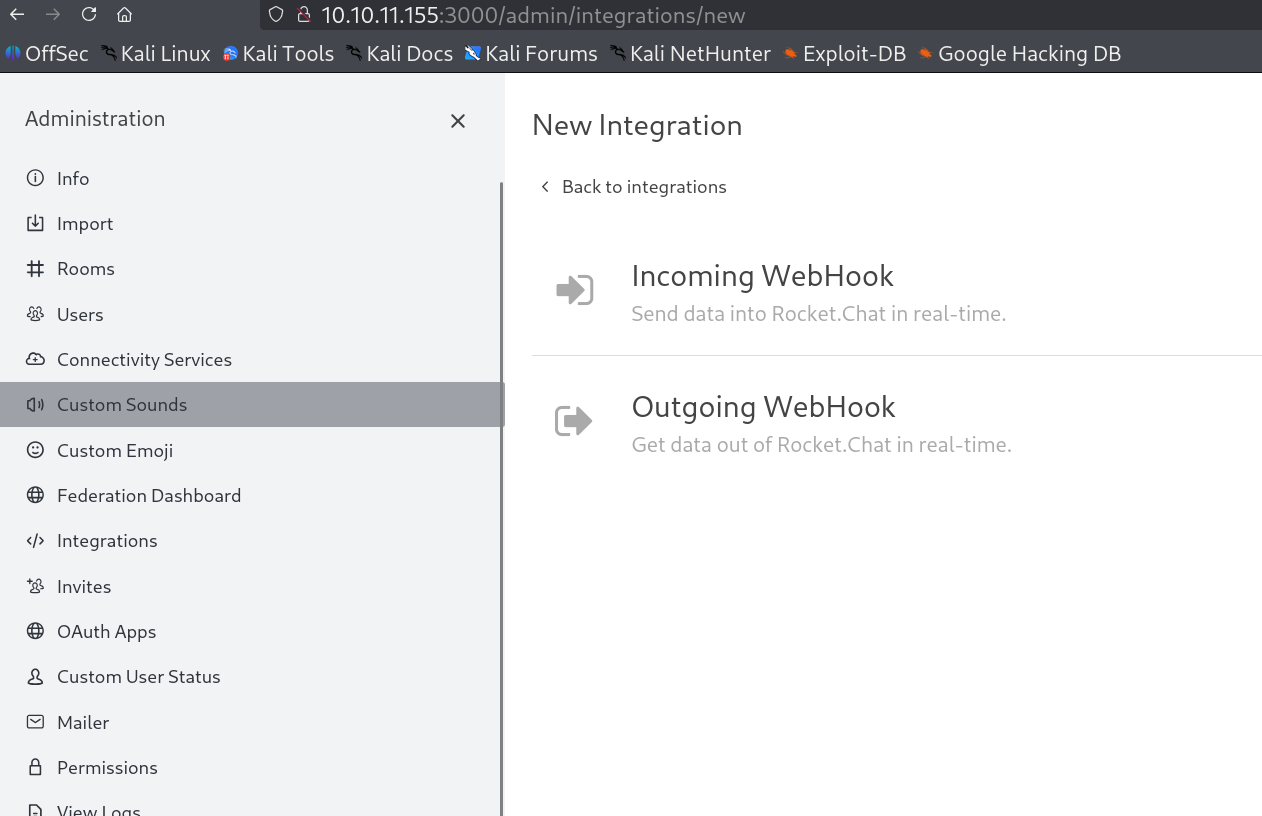 10.10.11.155:3000/admin/integrations/new
OffSec Kali Linux Kali Tools Kali Docs Kali Forums Kali NetHunter Exploit-DB Google Hacking DB
Administration
Info
Import
Rooms
Users
Connectivity Services
Custom Sounds
Custom Emoji
Federation Dashboard
Integrations
Invites
OAuth Apps
Custom User Status
Mailer
Permissions
View Logs
New Integration
Back to integrations
Incoming WebHook
Send data into Rocket.Chat in real-time.
Outgoing WebHook
Get data out of Rocket.Chat in real-time.